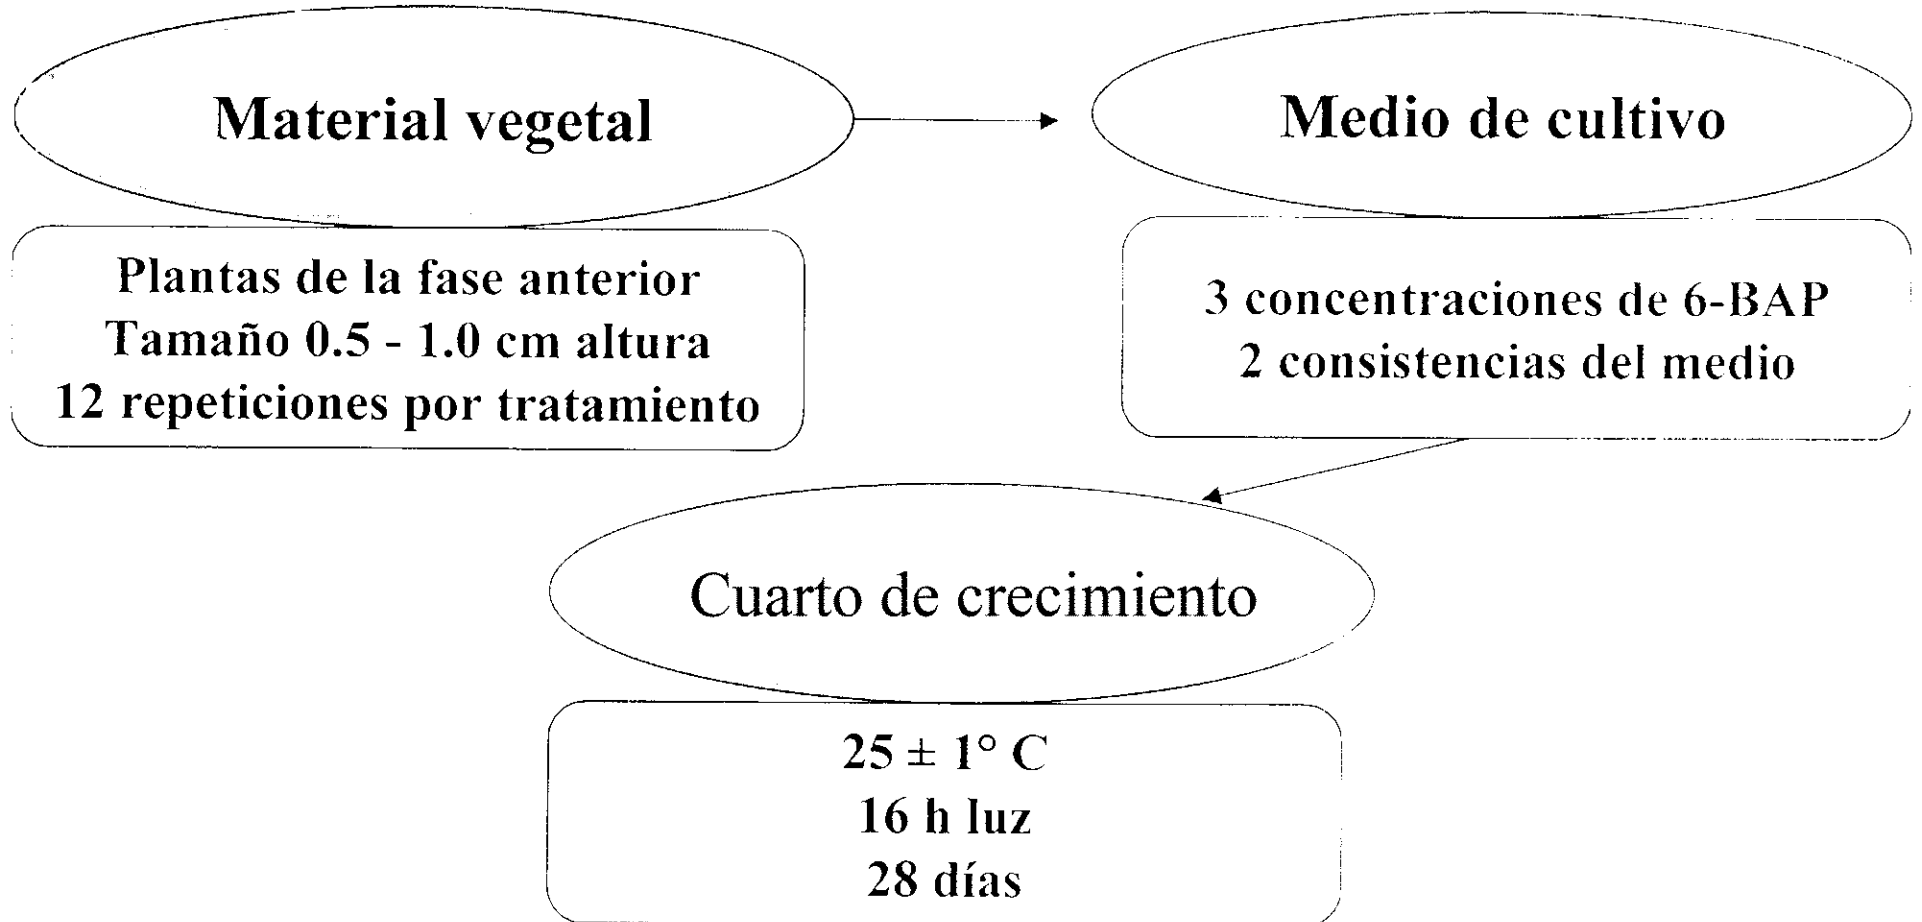 Material vegetal
Plantas de la fase anterior
Tamaño 0.5 - 1.0 cm altura
12 repeticiones por tratamiento
Medio de cultivo
3 concentraciones de 6-BAP
2 consistencias del medio
Cuarto de crecimiento
25 ± 1° C
16 h luz
28 días